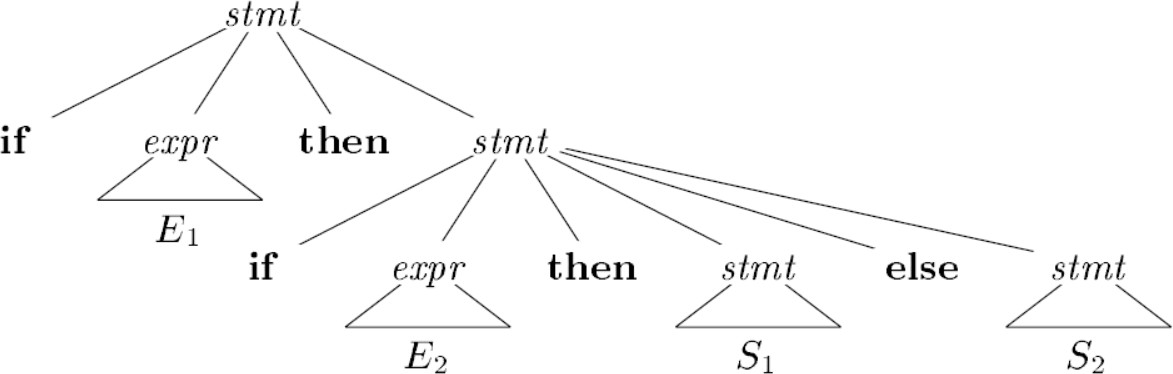 stmt
if expr then stmt
E₁
if expr then stmt else stmt
E₂ S₁ S₂